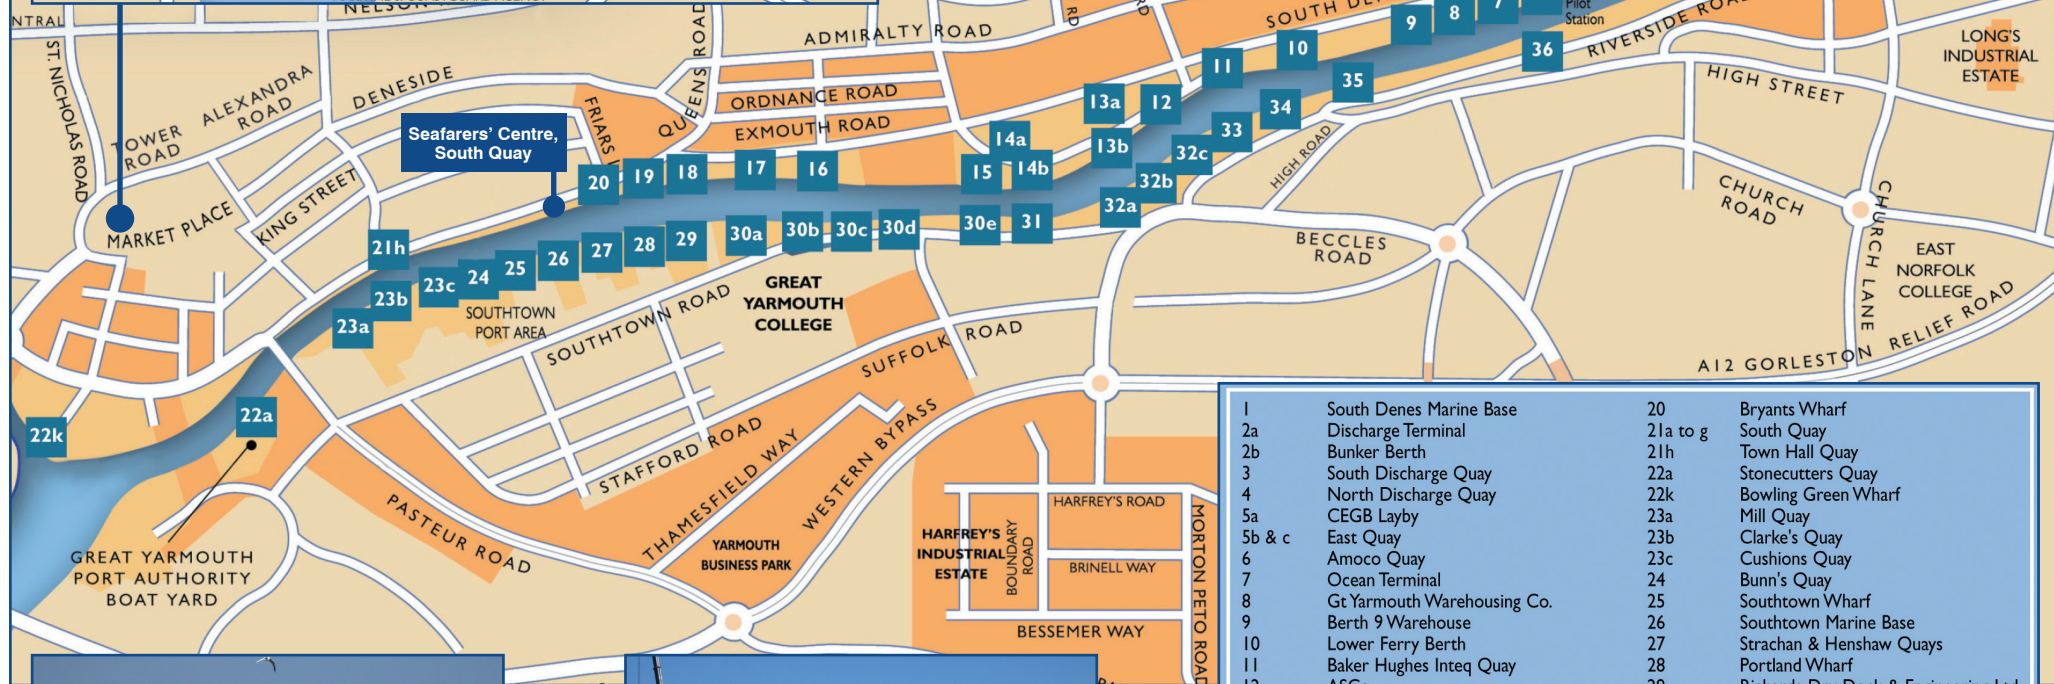 NELSON
NTRAL
ST. NICHOLAS ROAD
TOWER
ROAD
ALEXANDRA
ROAD
DENESIDE
FRIARS
QUEENS ROAD
ADMIRALTY ROAD
ORDNANCE ROAD
EXMOUTH ROAD
RD
RD
SOUTH DE
Pilot
Station
RIVERSIDE ROA
HIGH STREET
LONG'S
INDUSTRIAL
ESTATE
Seafarers' Centre,
South Quay
MARKET PLACE
KING STREET
7
8
9
10
11
12
13a
13b
14a
14b
15
16
17
18
19
20
21h
22a
22k
23a
23b
23c
24
25
26
27
28
29
30a
30b
30c
30d
30e
31
32a
32b
32c
33
34
35
36
HIGH ROAD
CHURCH
ROAD
CHURCH LANE
BECCLES
ROAD
EAST
NORFOLK
COLLEGE
A12 GORLESTON RELIEF ROAD
SOUTHTOWN
PORT AREA
SOUTHTOWN ROAD
GREAT
YARMOUTH
COLLEGE
SUFFOLK ROAD
STAFFORD ROAD
THAMESFIELD WAY
WESTERN BYPASS
PASTEUR ROAD
YARMOUTH
BUSINESS PARK
GREAT YARMOUTH
PORT AUTHORITY
BOAT YARD
HARFREY'S
INDUSTRIAL
ESTATE
BOUNDARY
ROAD
HARFREY'S ROAD
BRINELL WAY
BESSEMER WAY
MORTON PETO ROAD
1 South Denes Marine Base
2a Discharge Terminal
2b Bunker Berth
3 South Discharge Quay
4 North Discharge Quay
5a CEGB Layby
5b & c East Quay
6 Amoco Quay
7 Ocean Terminal
8 Gt Yarmouth Warehousing Co.
9 Berth 9 Warehouse
10 Lower Ferry Berth
11 Baker Hughes Inteq Quay
20 Bryants Wharf
21a to g South Quay
21h Town Hall Quay
22a Stonecutters Quay
22k Bowling Green Wharf
23a Mill Quay
23b Clarke's Quay
23c Cushions Quay
24 Bunn's Quay
25 Southtown Wharf
26 Southtown Marine Base
27 Strachan & Henshaw Quays
28 Portland Wharf